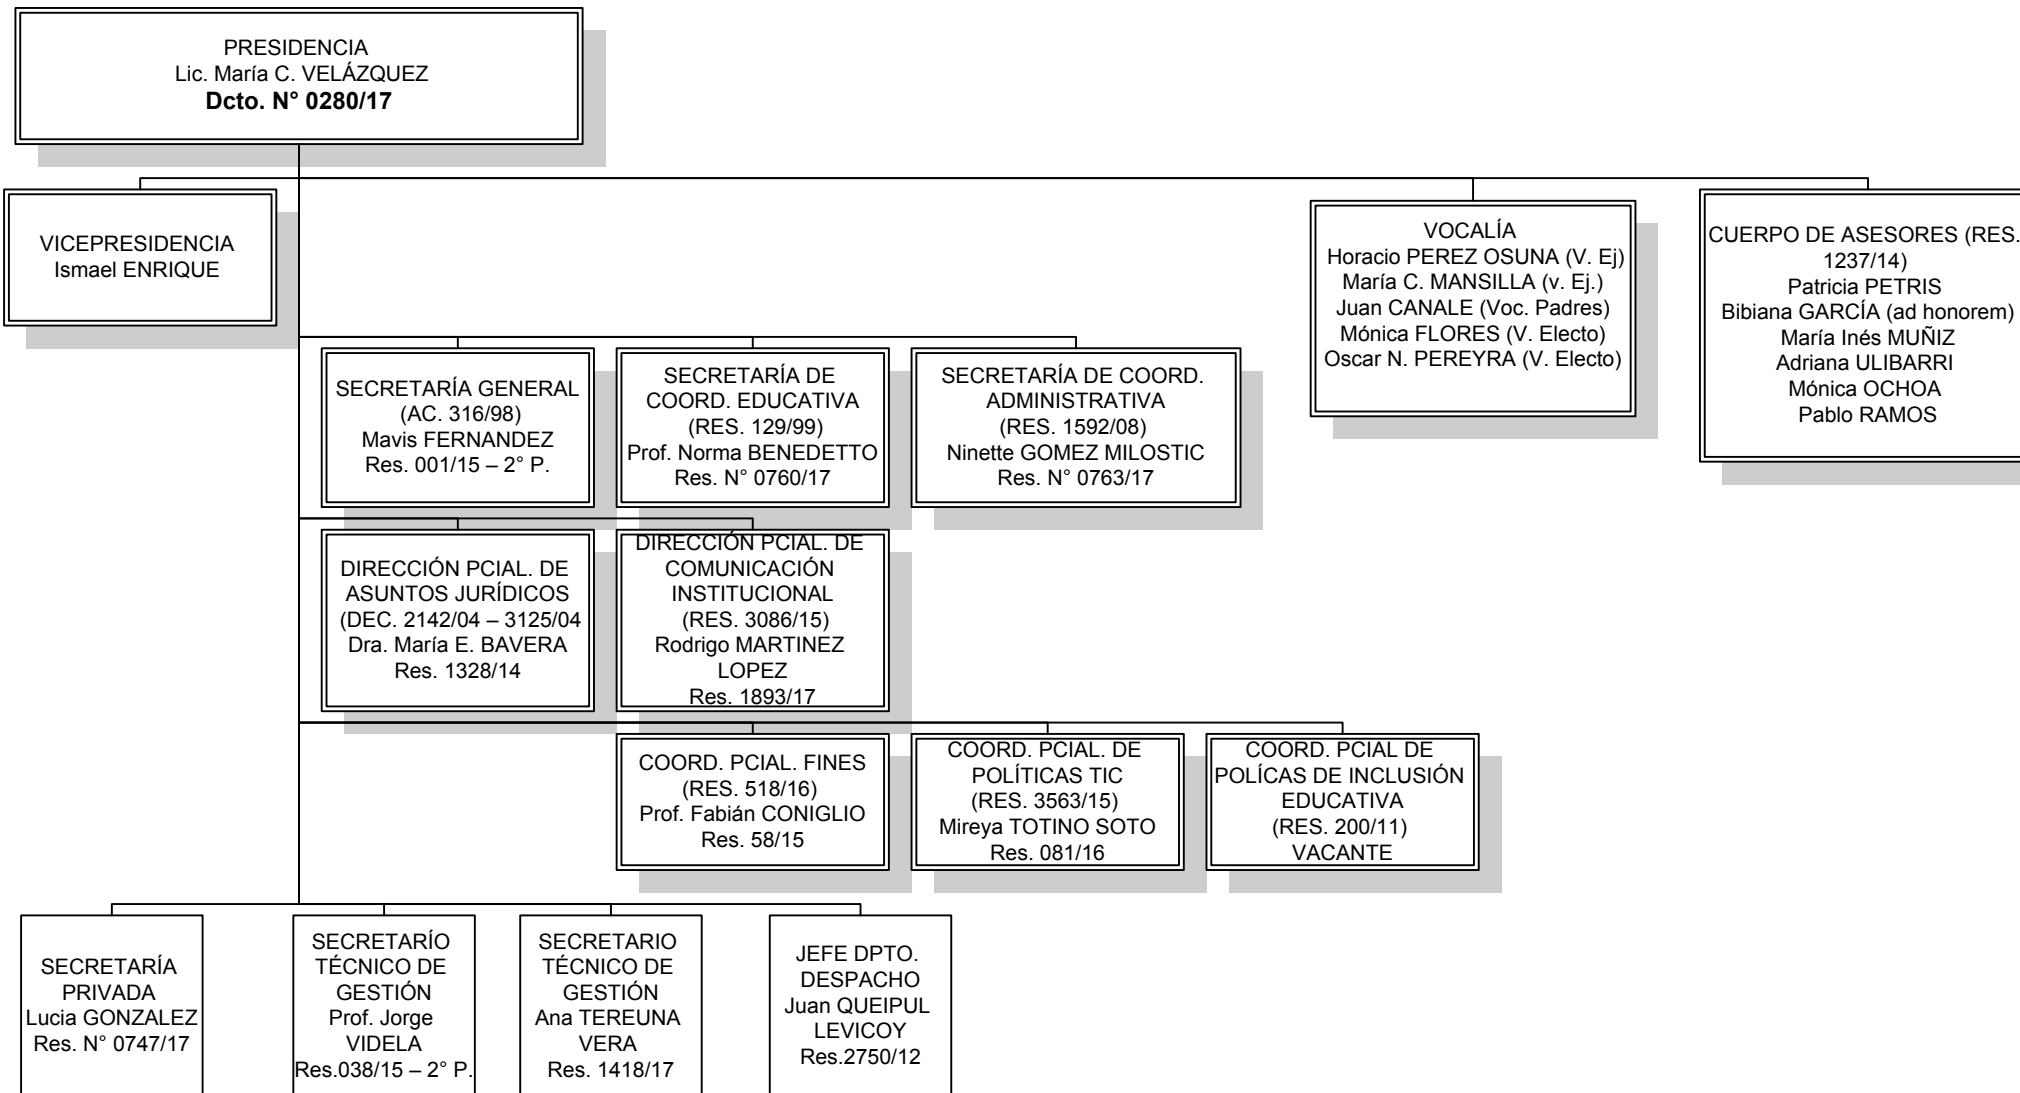 PRESIDENCIA
Lic. María C. VELÁZQUEZ
Dcto. N° 0280/17
VICEPRESIDENCIA
Ismael ENRIQUE
VOCALÍA
Horacio PEREZ OSUNA (V. Ej)
María C. MANSILLA (v. Ej.)
Juan CANALE (Voc. Padres)
Mónica FLORES (V. Electo)
Oscar N. PEREYRA (V. Electo)
CUERPO DE ASESORES (RES.
1237/14)
Patricia PETRIS
Bibiana GARCÍA (ad honorem)
María Inés MUÑIZ
Adriana ULIBARRI
Mónica OCHOA
Pablo RAMOS
SECRETARÍA GENERAL
(AC. 316/98)
Mavis FERNANDEZ
Res. 001/15 – 2° P.
SECRETARÍA DE
COORD. EDUCATIVA
(RES. 129/99)
Prof. Norma BENEDETTO
Res. N° 0760/17
SECRETARÍA DE COORD.
ADMINISTRATIVA
(RES. 1592/08)
Ninette GOMEZ MILOSTIC
Res. N° 0763/17
DIRECCIÓN PCIAL. DE
ASUNTOS JURÍDICOS
(DEC. 2142/04 – 3125/04
Dra. María E. BAVERA
Res. 1328/14
DIRECCIÓN PCIAL. DE
COMUNICACIÓN
INSTITUCIONAL
(RES. 3086/15)
Rodrigo MARTINEZ
LOPEZ
Res. 1893/17
COORD. PCIAL. FINES
(RES. 518/16)
Prof. Fabián CONIGLIO
Res. 58/15
COORD. PCIAL. DE
POLÍTICAS TIC
(RES. 3563/15)
Mireya TOTINO SOTO
Res. 081/16
COORD. PCIAL DE
POLÍCAS DE INCLUSIÓN
EDUCATIVA
(RES. 200/11)
VACANTE
SECRETARÍA
PRIVADA
Lucia GONZALEZ
Res. N° 0747/17
SECRETARÍO
TÉCNICO DE
GESTIÓN
Prof. Jorge
VIDELA
Res.038/15 – 2° P.
SECRETARIO
TÉCNICO DE
GESTIÓN
Ana TEREUNA
VERA
Res. 1418/17
JEFE DPTO.
DESPACHO
Juan QUEIPUL
LEVICOY
Res.2750/12